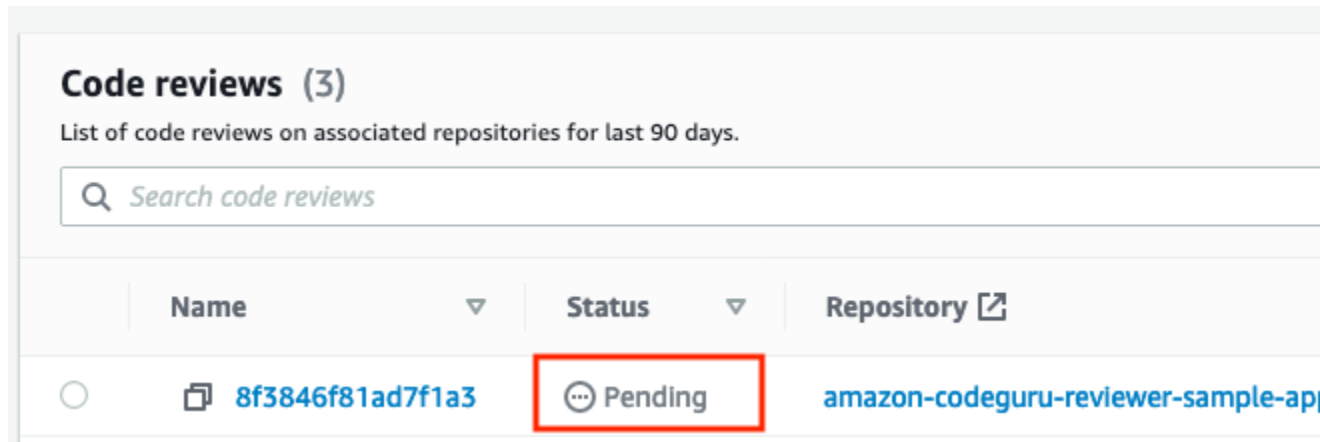 Code reviews (3)
List of code reviews on associated repositories for last 90 days.
Search code reviews
Name Status Repository
8f3846f81ad7f1a3 Pending amazon-codeguru-reviewer-sample-app